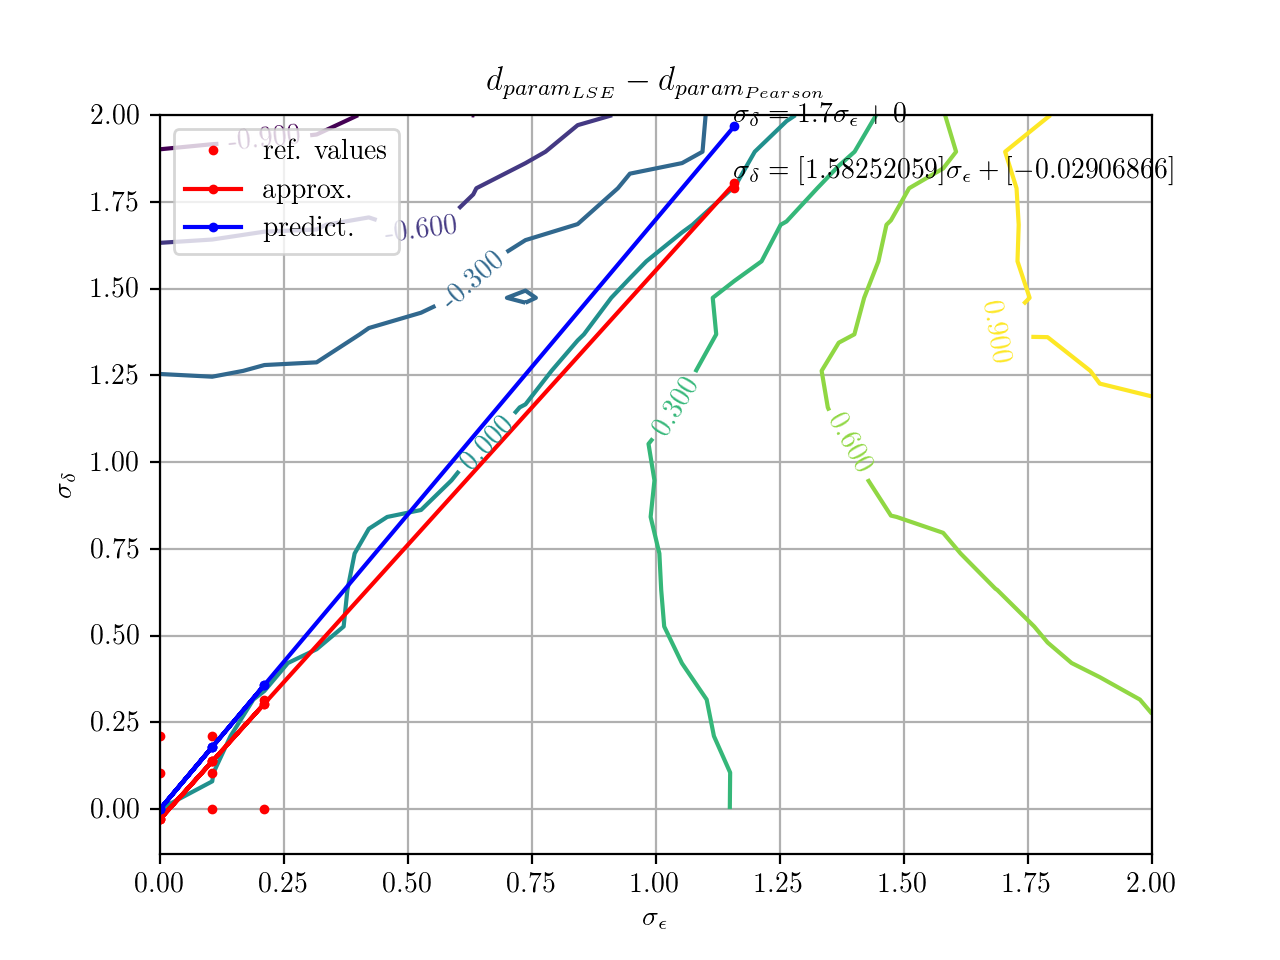 d_{param_{LSE}} − d_{param_{Pearson}}
σ_δ = 1.7σ_ϵ + 0
σ_δ = [1.58252059]σ_ϵ + [−0.02906866]
ref. values
approx.
predict.
-0.900
-0.600
-0.300
0.000
0.300
0.600
0.900
2.00
1.75
1.50
1.25
1.00
0.75
0.50
0.25
0.00
σ_δ
0.00 0.25 0.50 0.75 1.00 1.25 1.50 1.75 2.00
σ_ϵ